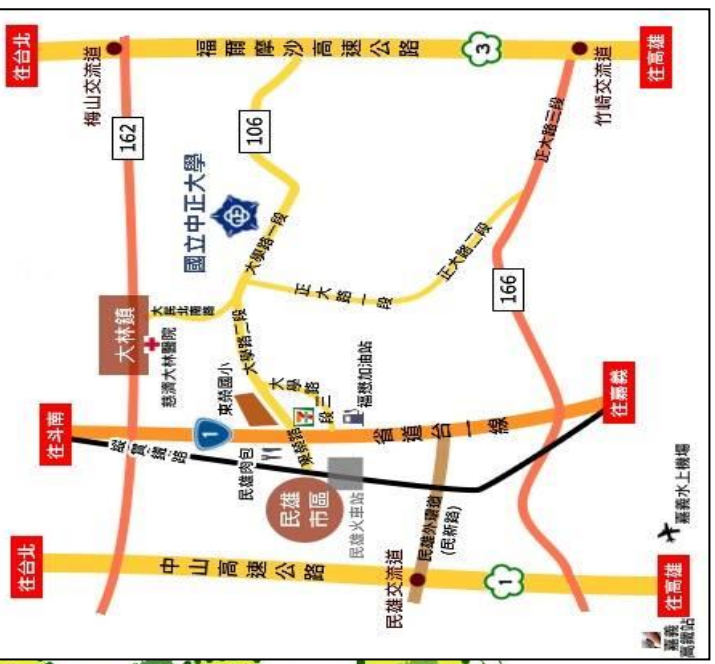 往台北
梅山交流道
福爾摩沙高速公路
3
竹崎交流道
往高雄
162
106
正大路三段
國立中正大學
大學路一段
正大路二段
正大路一段
166
大林鎮
大民北南路
慈濟大林醫院
大學路二段
東榮國小
大學路三段
7
福懋加油站
往斗南
縱貫鐵路
1
民雄肉包
東榮路
省道台一線
往嘉義
民雄市區
民雄火車站
民雄外環道
(民新路)
往台北
中山高速公路
民雄交流道
1
往高雄
嘉義水上機場
嘉義
高鐵站